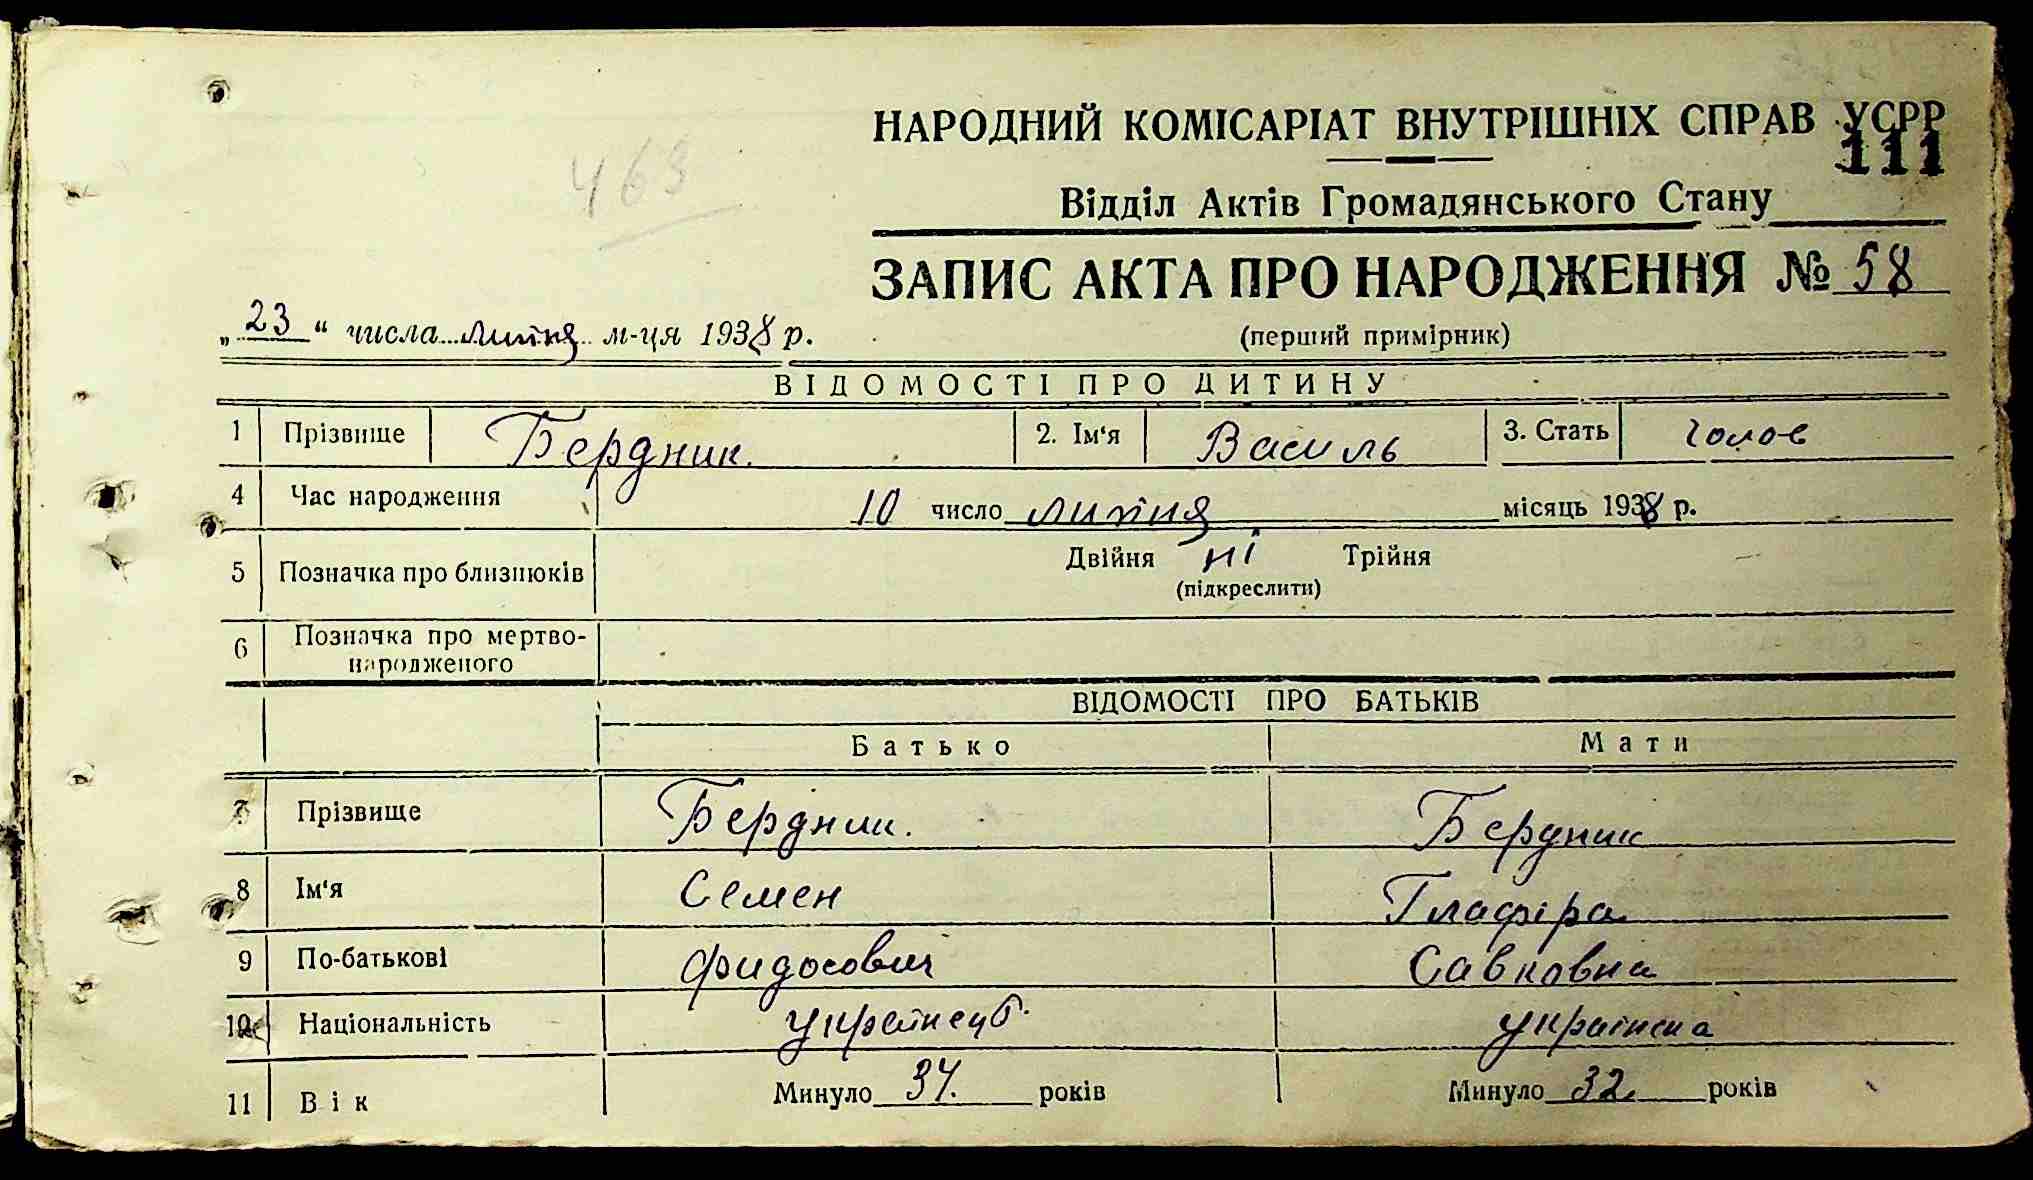 463
НАРОДНИЙ КОМІСАРІАТ ВНУТРІШНІХ СПРАВ УСРР
111
Відділ Актів Громадянського Стану
ЗАПИС АКТА ПРО НАРОДЖЕННЯ № 58
„23“ числа липня м-ця 1938 р.
(перший примірник)
ВІДОМОСТІ ПРО ДИТИНУ
1 Прізвище Бердник. 2. Ім‘я Василь 3. Стать чолов
4 Час народження 10 число липня місяць 1938 р.
5 Позначка про близнюків Двійня ні Трійня
(підкреслити)
6 Позначка про мертво-
народженого
ВІДОМОСТІ ПРО БАТЬКІВ
Батько Мати
7 Прізвище Бердник. Бердник
8 Ім‘я Семен Глафіра
9 По-батькові Фидосович Савковна
10 Національність українець. українка
11 Вік Минуло 34. років Минуло 32. років